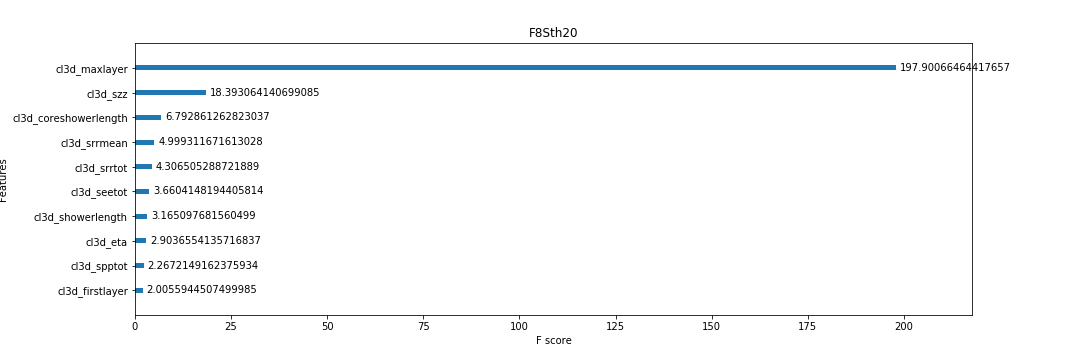 F8Sth20
cl3d_maxlayer 197.90066464417657
cl3d_szz 18.393064140699085
cl3d_coreshowerlength 6.792861262823037
cl3d_srrmean 4.999311671613028
cl3d_srrtot 4.306505288721889
cl3d_seetot 3.6604148194405814
cl3d_showerlength 3.165097681560499
cl3d_eta 2.9036554135716837
cl3d_spptot 2.2672149162375934
cl3d_firstlayer 2.0055944507499985
Features
0 25 50 75 100 125 150 175 200
F score